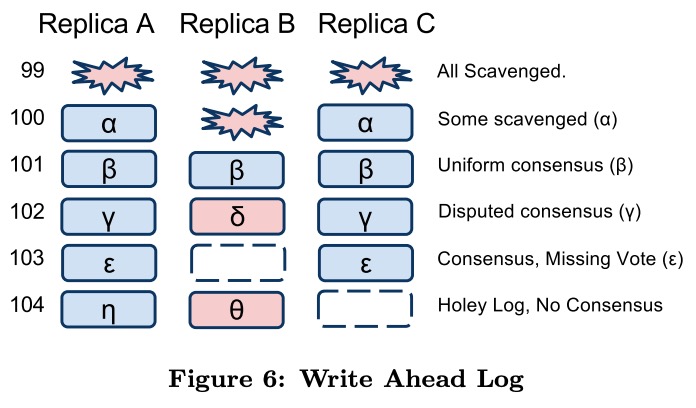 Replica A Replica B Replica C
99 All Scavenged.
100 α α Some scavenged (α)
101 β β β Uniform consensus (β)
102 γ δ γ Disputed consensus (γ)
103 ε ε Consensus, Missing Vote (ε)
104 η θ Holey Log, No Consensus
Figure 6: Write Ahead Log